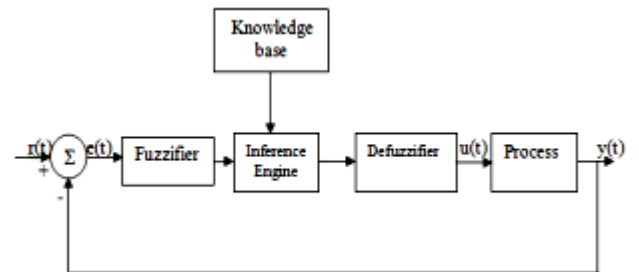 Knowledge
base
r(t)
+
Σ
e(t)
Fuzzifier
Inference
Engine
Defuzzifier
u(t)
Process
y(t)
-